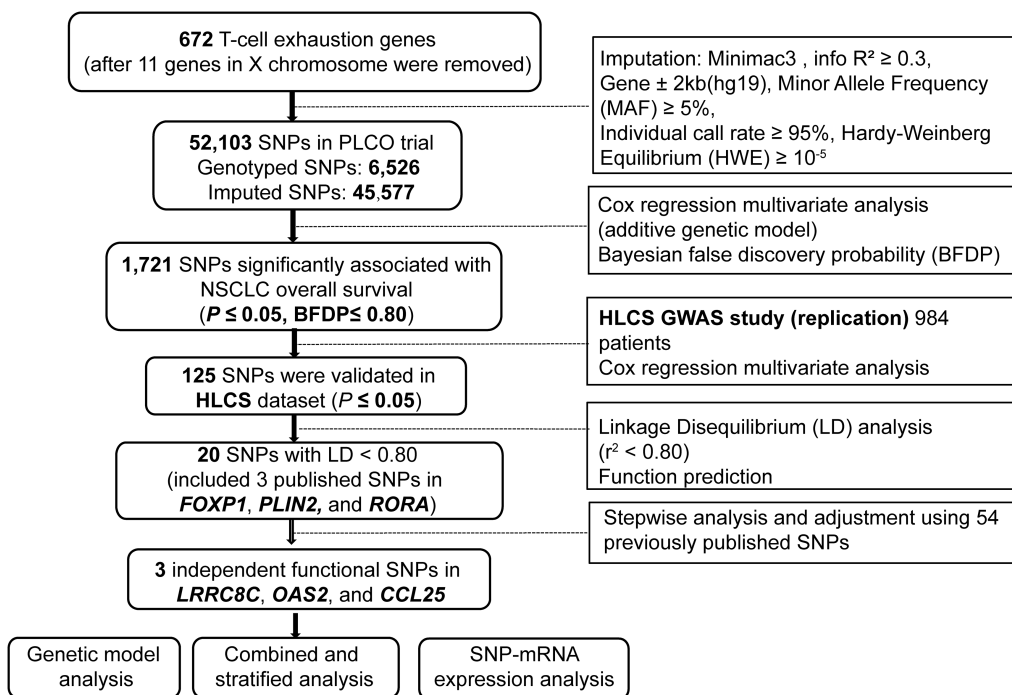 672 T-cell exhaustion genes
(after 11 genes in X chromosome were removed)
Imputation: Minimac3 , info R² ≥ 0.3,
Gene ± 2kb(hg19), Minor Allele Frequency
(MAF) ≥ 5%,
Individual call rate ≥ 95%, Hardy-Weinberg
Equilibrium (HWE) ≥ 10⁻⁵
52,103 SNPs in PLCO trial
Genotyped SNPs: 6,526
Imputed SNPs: 45,577
Cox regression multivariate analysis
(additive genetic model)
Bayesian false discovery probability (BFDP)
1,721 SNPs significantly associated with
NSCLC overall survival
(P ≤ 0.05, BFDP≤ 0.80)
HLCS GWAS study (replication) 984
patients
Cox regression multivariate analysis
125 SNPs were validated in
HLCS dataset (P ≤ 0.05)
Linkage Disequilibrium (LD) analysis
(r² < 0.80)
Function prediction
20 SNPs with LD < 0.80
(included 3 published SNPs in
FOXP1, PLIN2, and RORA)
Stepwise analysis and adjustment using 54
previously published SNPs
3 independent functional SNPs in
LRRC8C, OAS2, and CCL25
Genetic model
analysis
Combined and
stratified analysis
SNP-mRNA
expression analysis